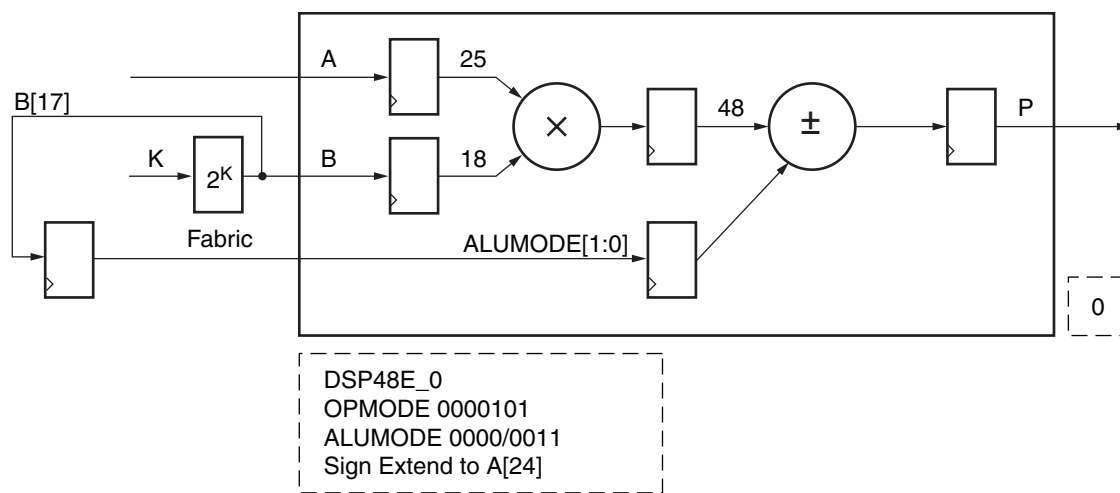 A
25
B[17]
×
48
±
P
K
2ᴷ
B
18
Fabric
ALUMODE[1:0]
0
DSP48E_0
OPMODE 0000101
ALUMODE 0000/0011
Sign Extend to A[24]